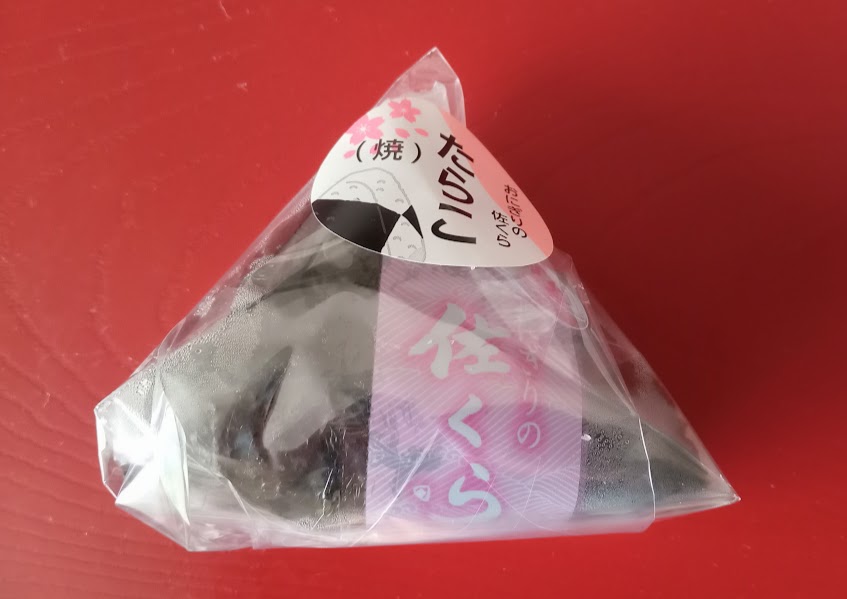 たらこ
(焼)
おにぎりの
佐くら
佐くら